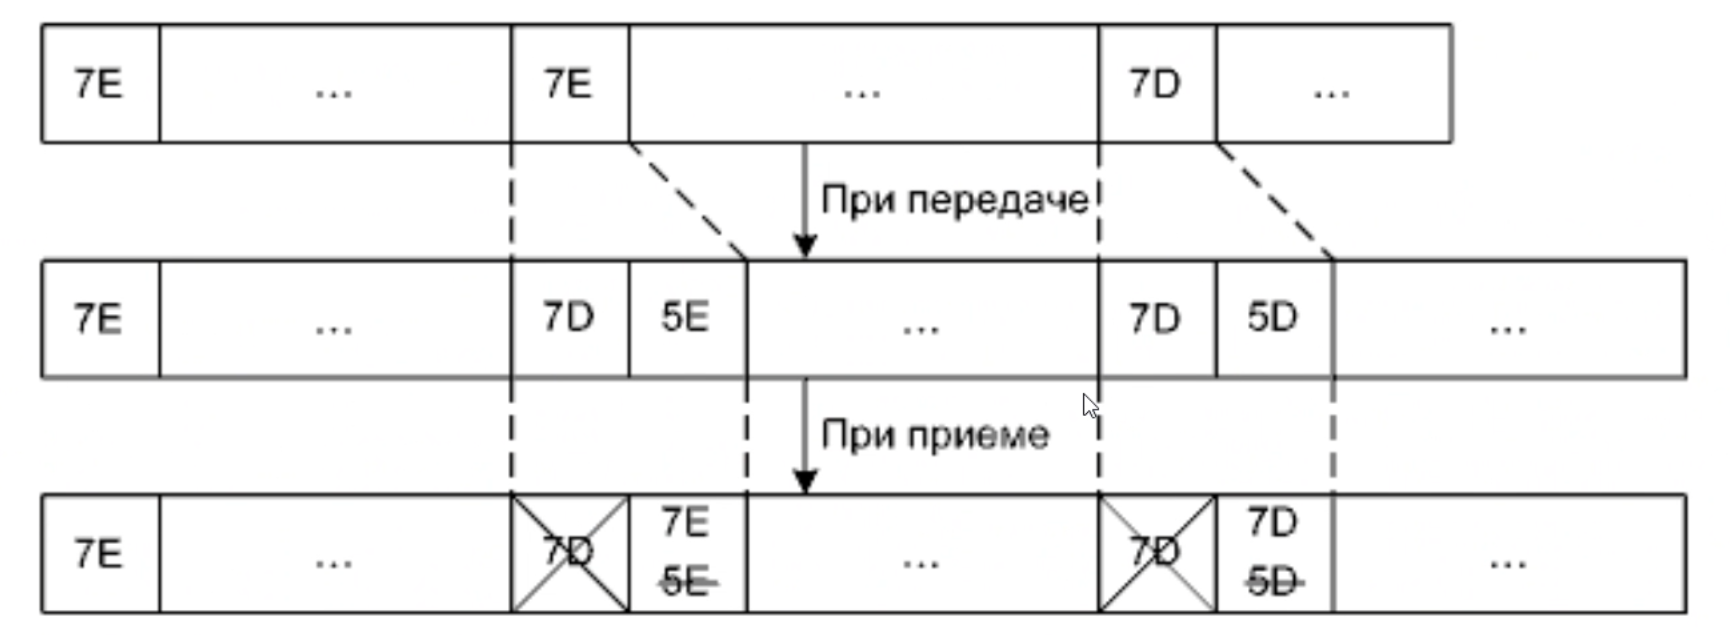 7E ... 7E ... 7D ...
При передаче
7E ... 7D 5E ... 7D 5D ...
При приеме
7E ... 7D 7E ... 7D 7D ...
5E 5D